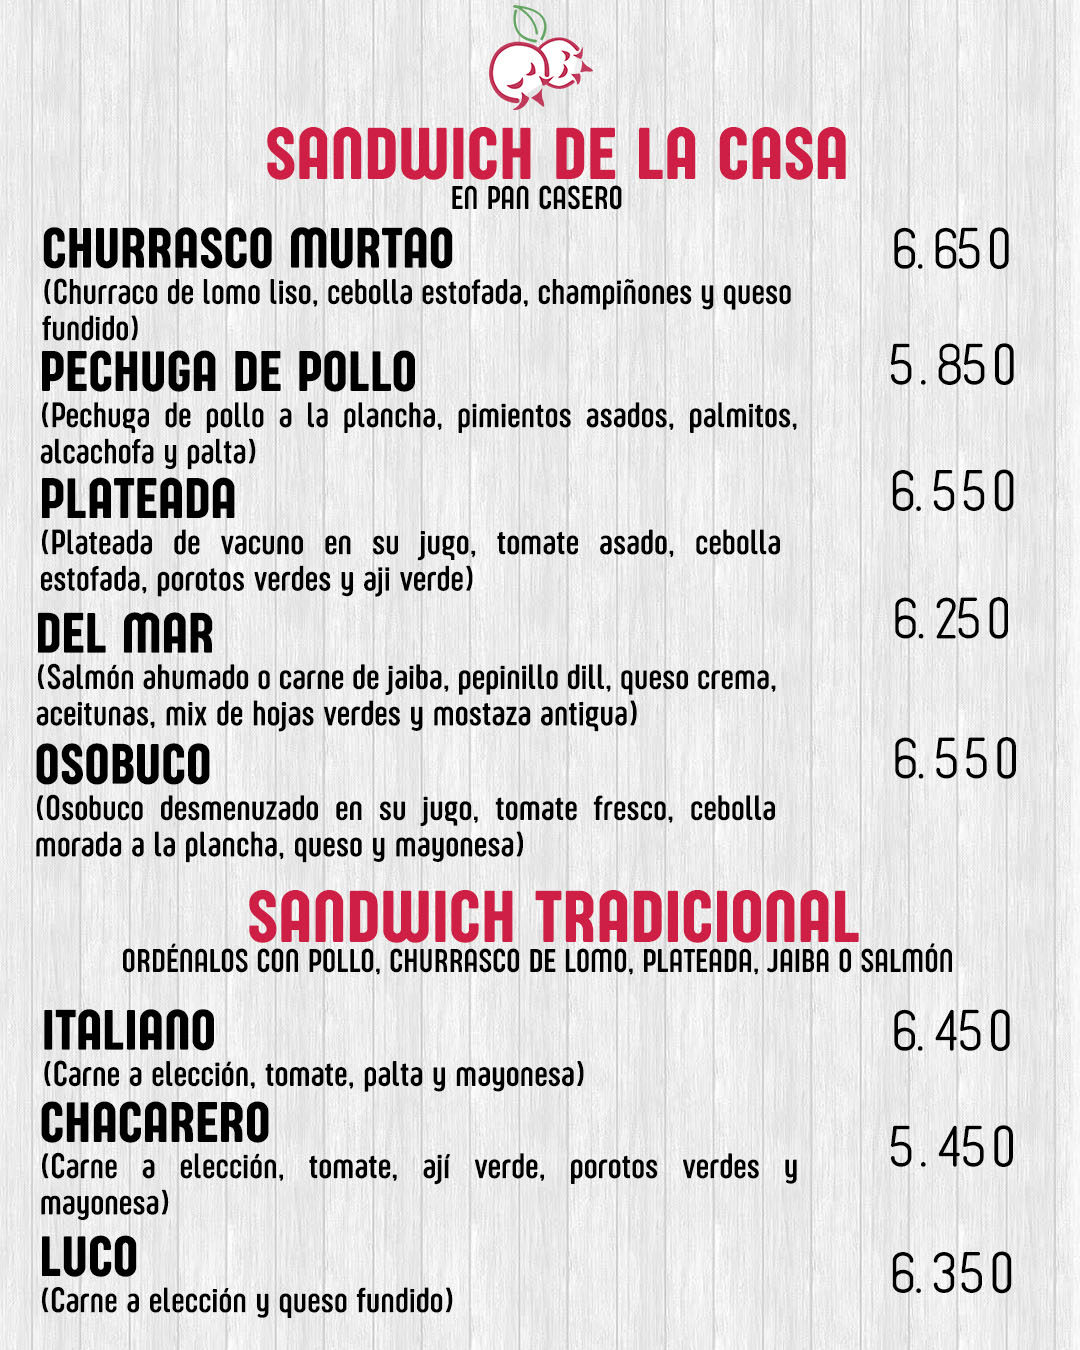 SANDWICH DE LA CASA
EN PAN CASERO
CHURRASCO MURTAO 6.650
(Churraco de lomo liso, cebolla estofada, champiñones y queso
fundido)
PECHUGA DE POLLO 5.850
(Pechuga de pollo a la plancha, pimientos asados, palmitos,
alcachofa y palta)
PLATEADA 6.550
(Plateada de vacuno en su jugo, tomate asado, cebolla
estofada, porotos verdes y aji verde)
DEL MAR 6.250
(Salmón ahumado o carne de jaiba, pepinillo dill, queso crema,
aceitunas, mix de hojas verdes y mostaza antigua)
OSOBUCO 6.550
(Osobuco desmenuzado en su jugo, tomate fresco, cebolla
morada a la plancha, queso y mayonesa)
SANDWICH TRADICIONAL
ORDÉNALOS CON POLLO, CHURRASCO DE LOMO, PLATEADA, JAIBA O SALMÓN
ITALIANO 6.450
(Carne a elección, tomate, palta y mayonesa)
CHACARERO 5.450
(Carne a elección, tomate, ají verde, porotos verdes y
mayonesa)
LUCO 6.350
(Carne a elección y queso fundido)